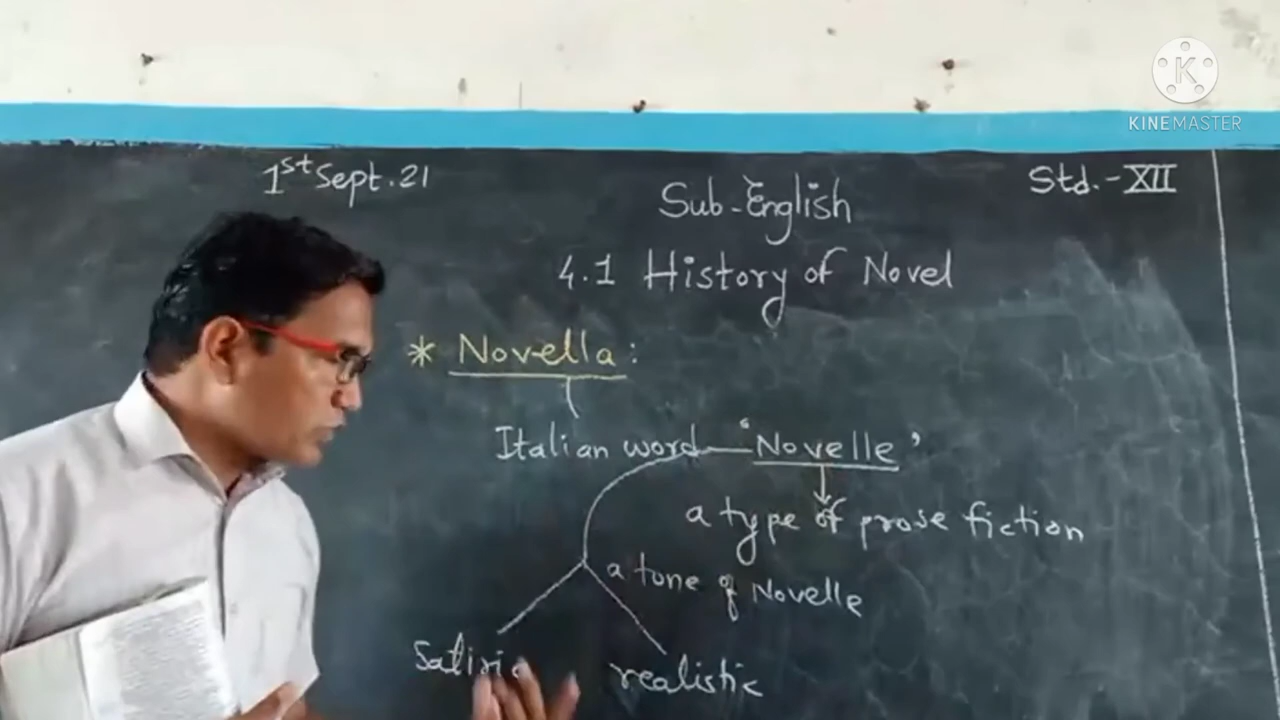 KINEMASTER
1st Sept. 21
Std.-XII
Sub-English
4.1 History of Novel
* Novella:
Italian word — 'Novelle'
a type of prose fiction
a tone of Novelle
Satiric realistic